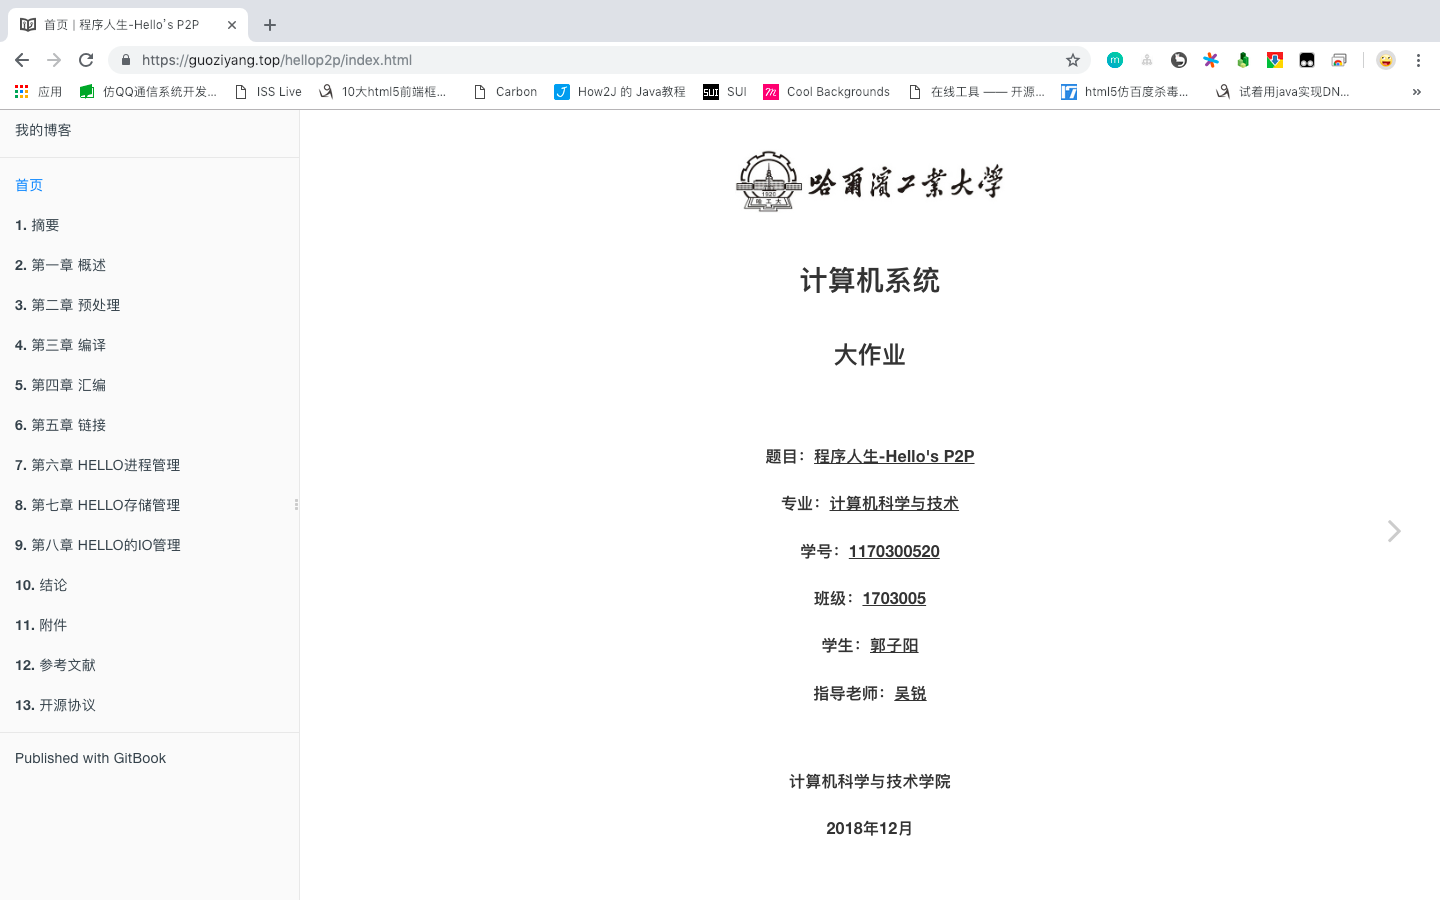 首页 | 程序人生-Hello's P2P
https://guoziyang.top/hellop2p/index.html
应用 仿QQ通信系统开发... ISS Live 10大html5前端框... Carbon How2J 的 Java教程 SUI SUI Cool Backgrounds 在线工具 —— 开源... html5仿百度杀毒... 试着用java实现DN... »
我的博客
首页
1. 摘要
2. 第一章 概述
3. 第二章 预处理
4. 第三章 编译
5. 第四章 汇编
6. 第五章 链接
7. 第六章 HELLO进程管理
8. 第七章 HELLO存储管理
9. 第八章 HELLO的IO管理
10. 结论
11. 附件
12. 参考文献
13. 开源协议
Published with GitBook
1920
哈工大
哈尔滨工业大学
计算机系统
大作业
题目：程序人生-Hello's P2P
专业：计算机科学与技术
学号：1170300520
班级：1703005
学生：郭子阳
指导老师：吴锐
计算机科学与技术学院
2018年12月